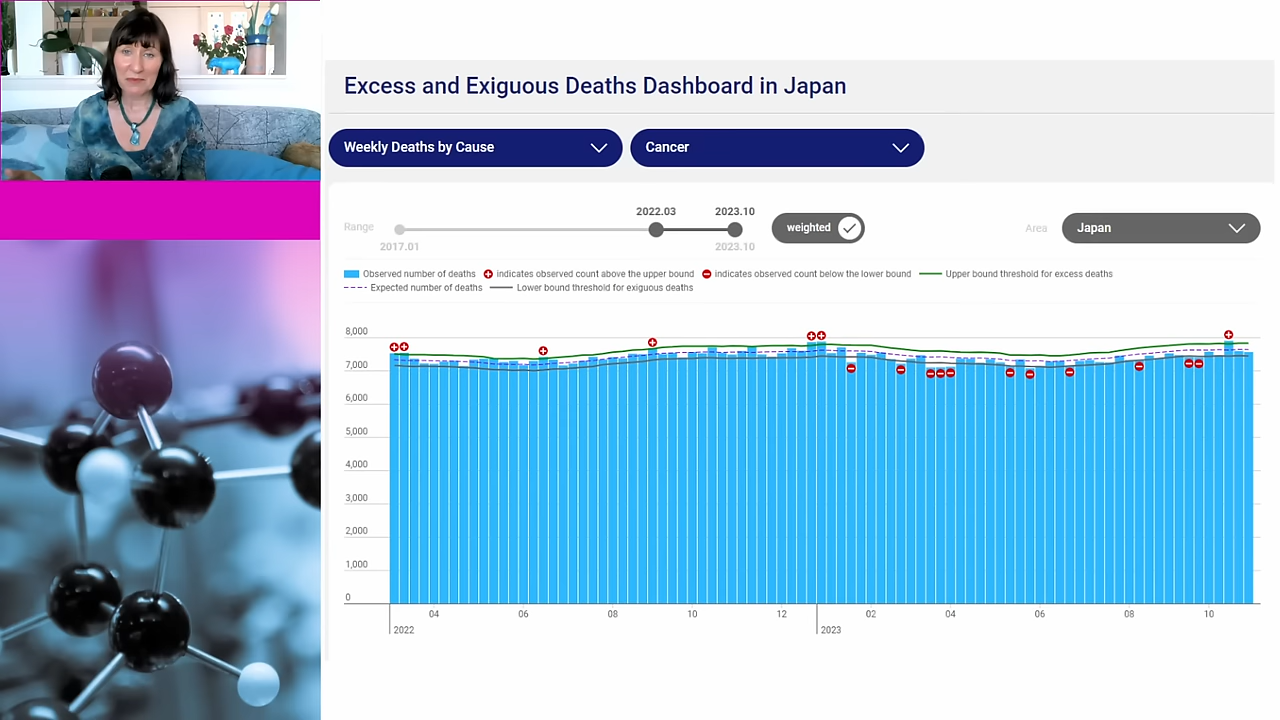 Excess and Exiguous Deaths Dashboard in Japan
Weekly Deaths by Cause
Cancer
2022.03 2023.10
Range
weighted
Area
Japan
2017.01 2023.10
Observed number of deaths indicates observed count above the upper bound indicates observed count below the lower bound Upper bound threshold for excess deaths
Expected number of deaths Lower bound threshold for exiguous deaths
8,000
7,000
6,000
5,000
4,000
3,000
2,000
1,000
0
04 06 08 10 12 02 04 06 08 10
2022 2023